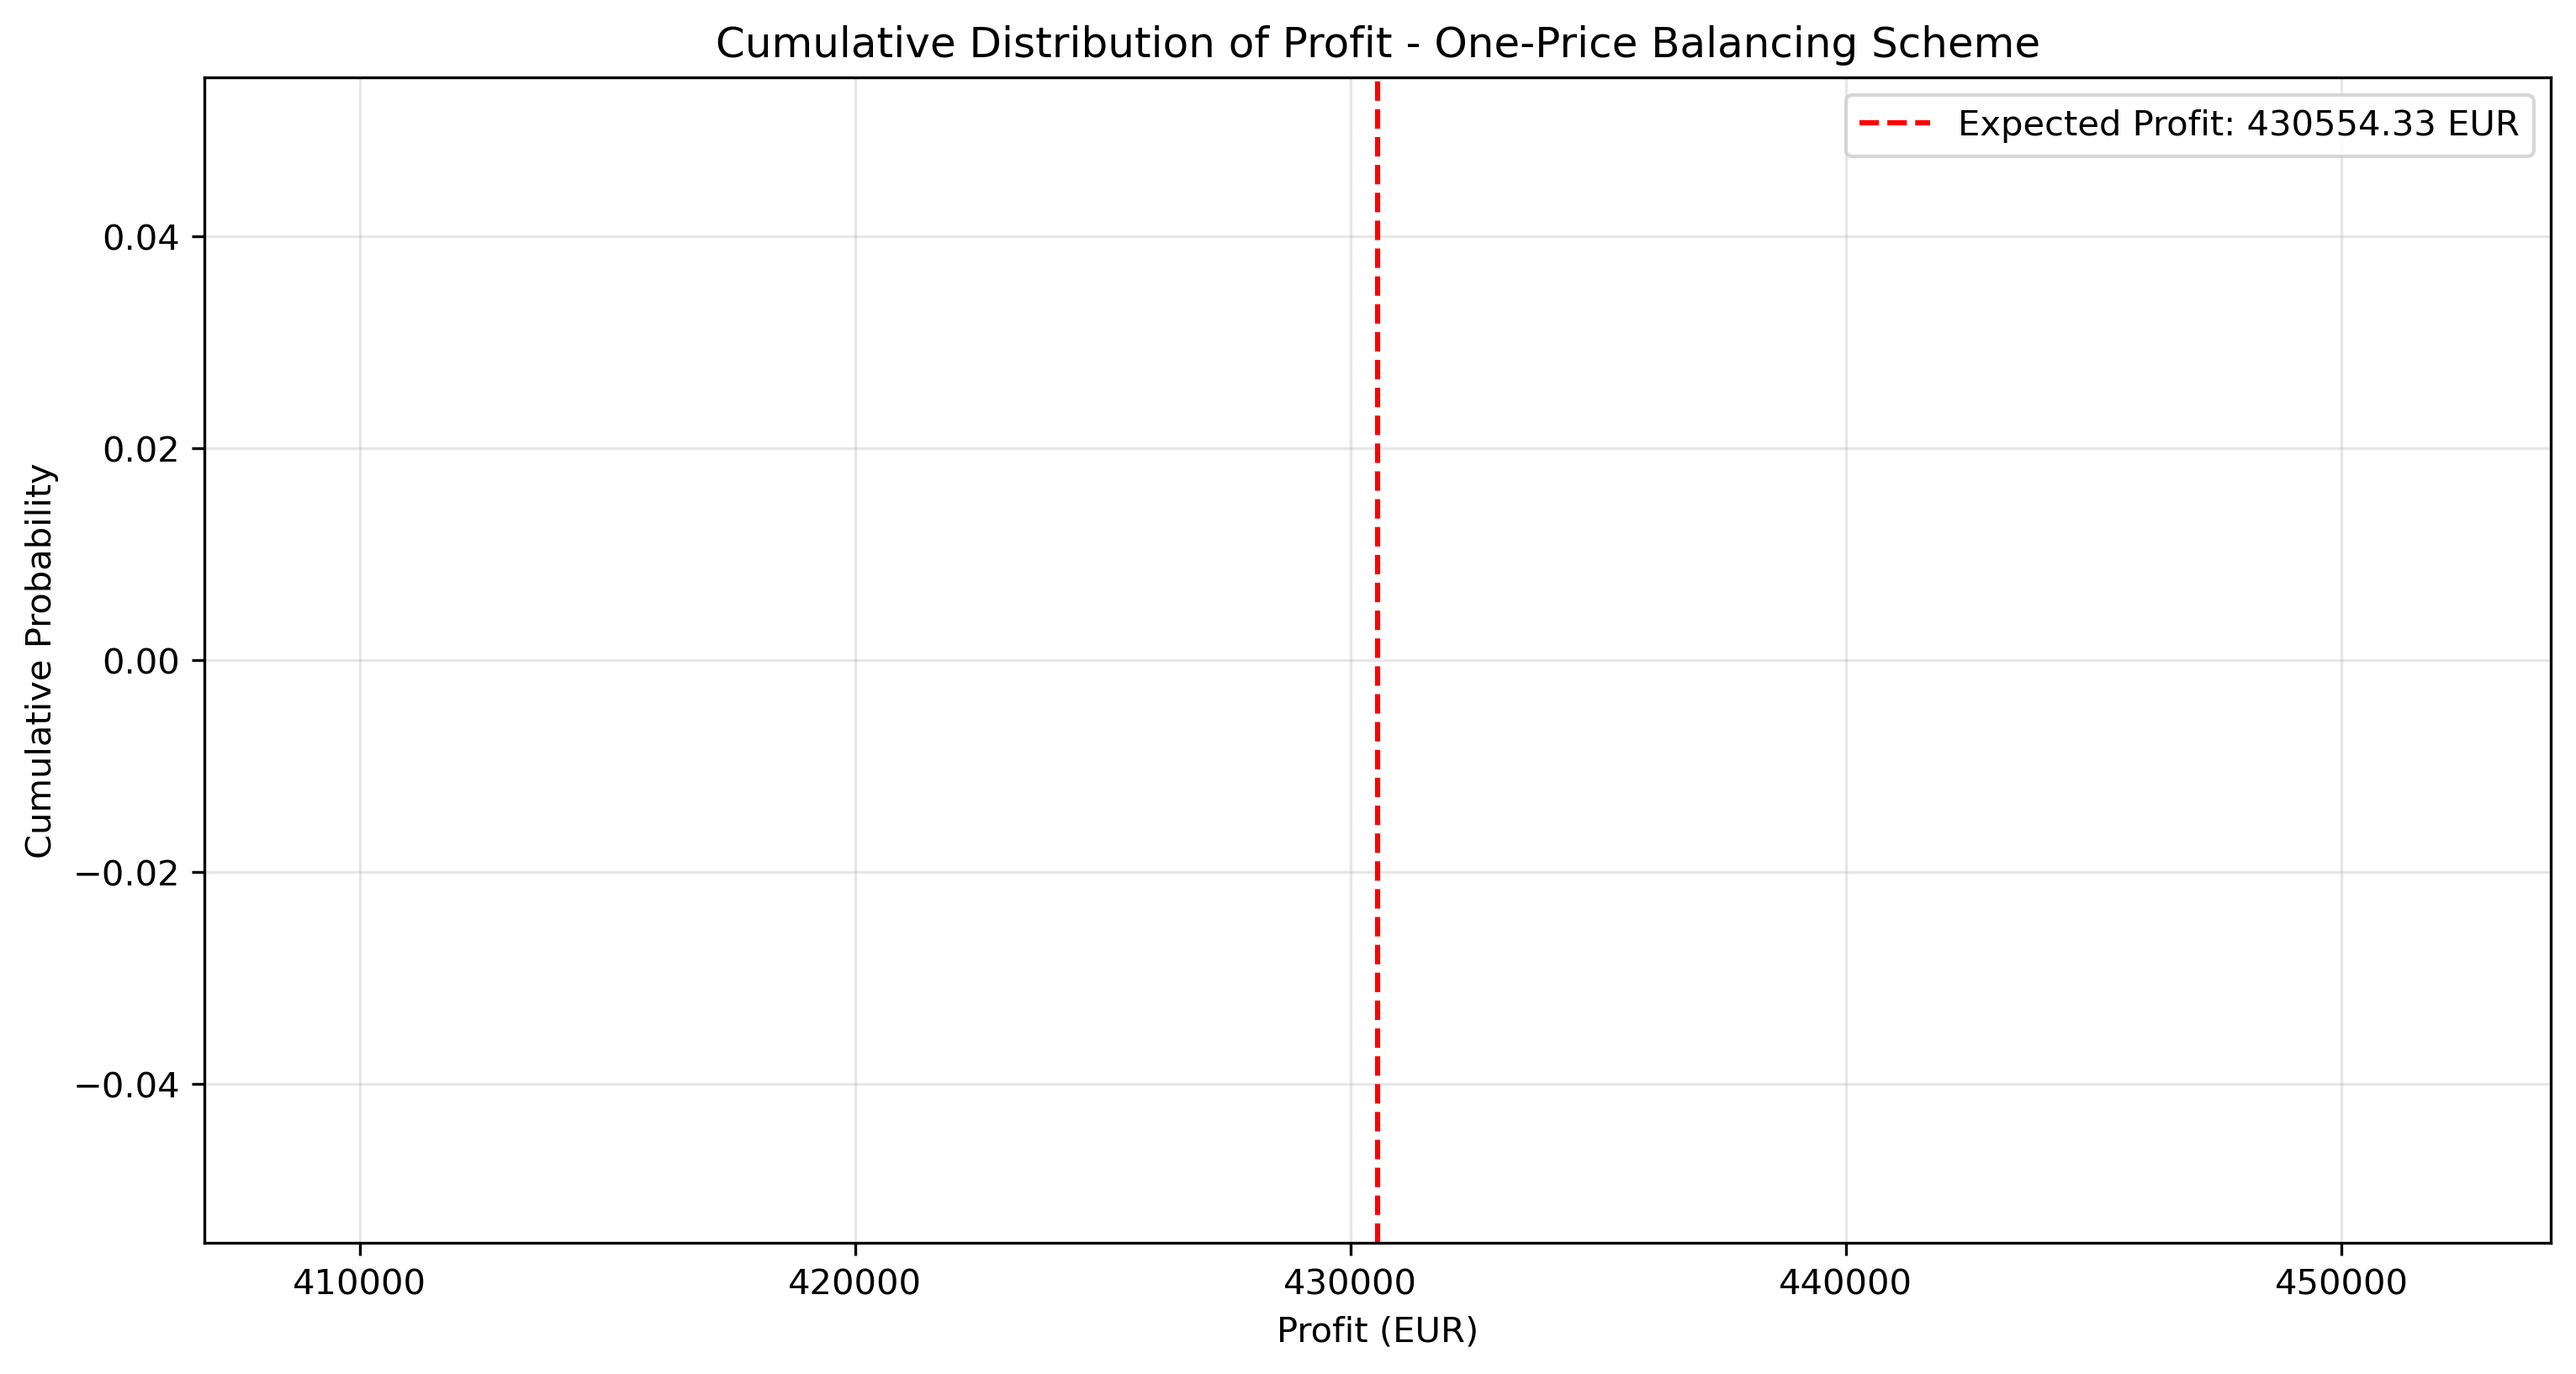 Cumulative Distribution of Profit - One-Price Balancing Scheme
Expected Profit: 430554.33 EUR
Cumulative Probability
0.04
0.02
0.00
−0.02
−0.04
410000
420000
430000
440000
450000
Profit (EUR)